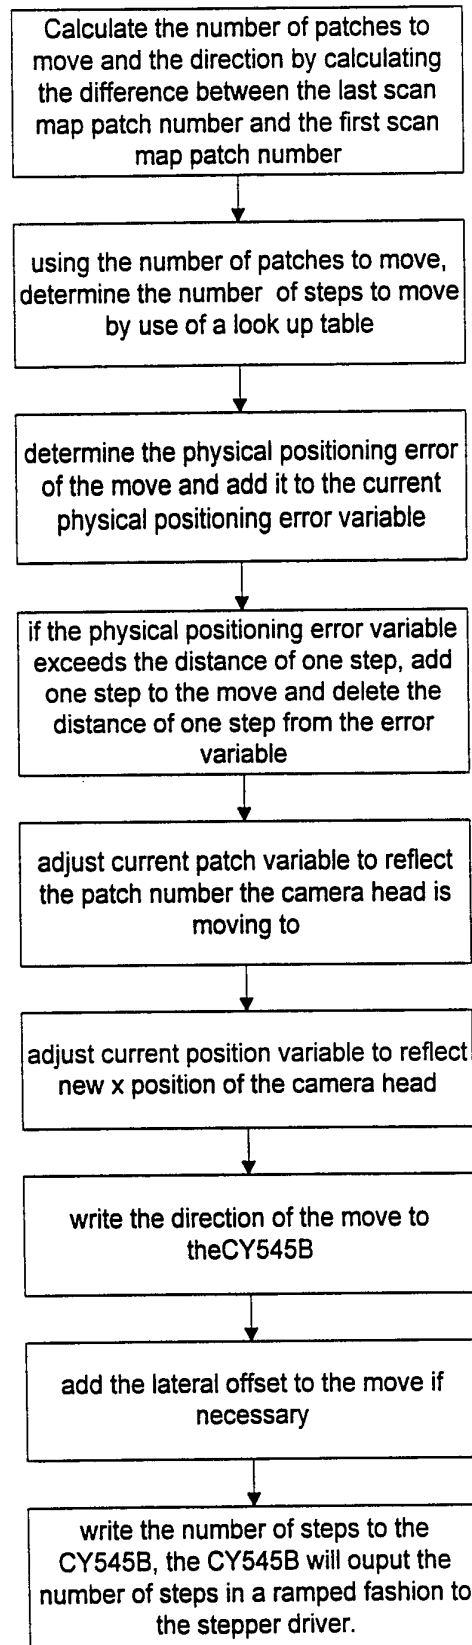 Calculate the number of patches to
move and the direction by calculating
the difference between the last scan
map patch number and the first scan
map patch number
using the number of patches to move,
determine the number of steps to move
by use of a look up table
determine the physical positioning error
of the move and add it to the current
physical positioning error variable
if the physical positioning error variable
exceeds the distance of one step, add
one step to the move and delete the
distance of one step from the error
variable
adjust current patch variable to reflect
the patch number the camera head is
moving to
adjust current position variable to reflect
new x position of the camera head
write the direction of the move to
theCY545B
add the lateral offset to the move if
necessary
write the number of steps to the
CY545B, the CY545B will ouput the
number of steps in a ramped fashion to
the stepper driver.